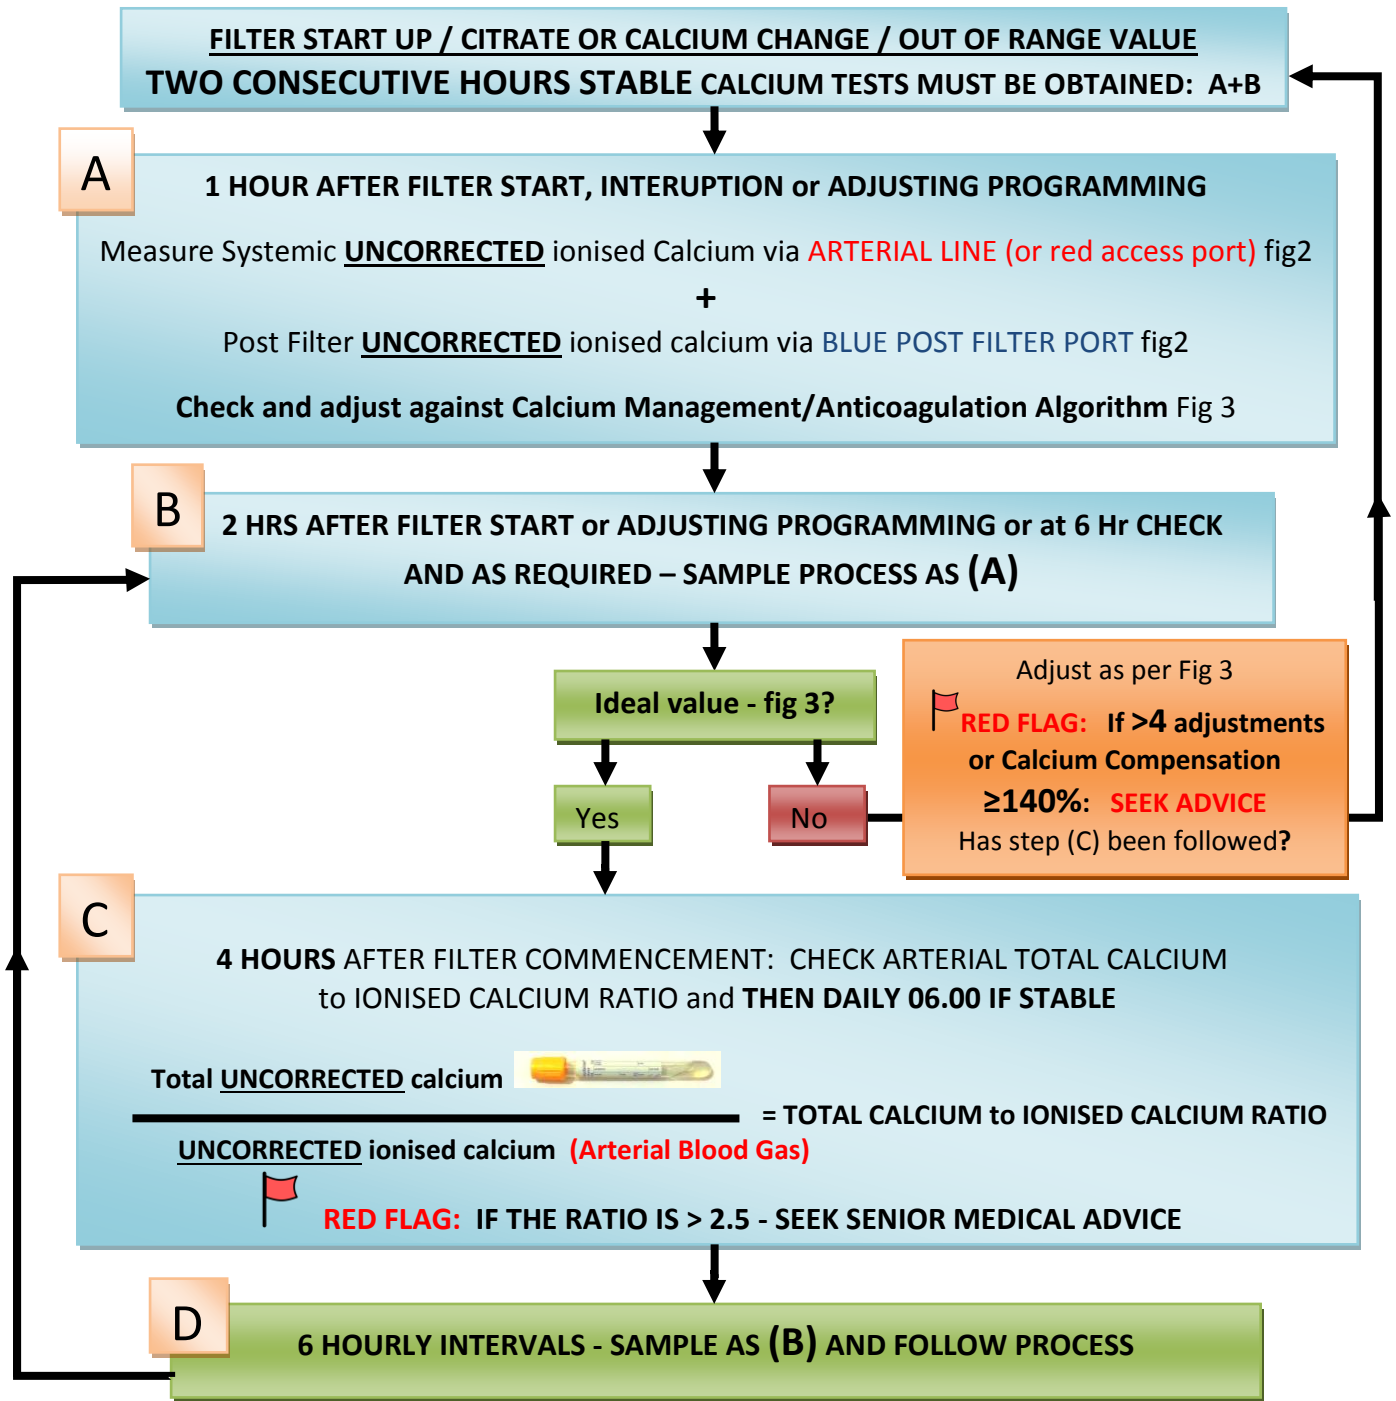 FILTER START UP / CITRATE OR CALCIUM CHANGE / OUT OF RANGE VALUE
TWO CONSECUTIVE HOURS STABLE CALCIUM TESTS MUST BE OBTAINED: A+B
A
1 HOUR AFTER FILTER START, INTERUPTION or ADJUSTING PROGRAMMING
Measure Systemic UNCORRECTED ionised Calcium via ARTERIAL LINE (or red access port) fig2
+
Post Filter UNCORRECTED ionised calcium via BLUE POST FILTER PORT fig2
Check and adjust against Calcium Management/Anticoagulation Algorithm Fig 3
B
2 HRS AFTER FILTER START or ADJUSTING PROGRAMMING or at 6 Hr CHECK
AND AS REQUIRED – SAMPLE PROCESS AS (A)
Ideal value - fig 3?
Yes
No
Adjust as per Fig 3
RED FLAG: If >4 adjustments
or Calcium Compensation
≥140%: SEEK ADVICE
Has step (C) been followed?
C
4 HOURS AFTER FILTER COMMENCEMENT: CHECK ARTERIAL TOTAL CALCIUM
to IONISED CALCIUM RATIO and THEN DAILY 06.00 IF STABLE
Total UNCORRECTED calcium
= TOTAL CALCIUM to IONISED CALCIUM RATIO
UNCORRECTED ionised calcium (Arterial Blood Gas)
RED FLAG: IF THE RATIO IS > 2.5 - SEEK SENIOR MEDICAL ADVICE
D
6 HOURLY INTERVALS - SAMPLE AS (B) AND FOLLOW PROCESS